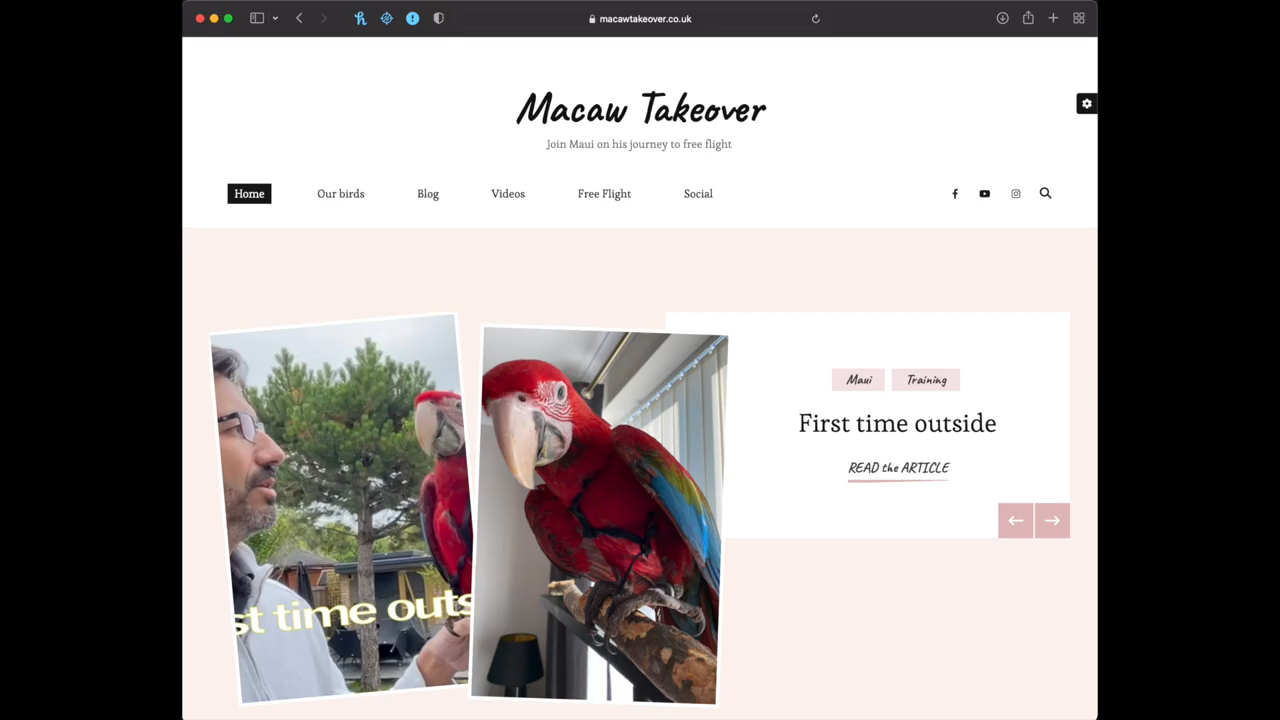 macawtakeover.co.uk
Macaw Takeover
Join Maui on his journey to free flight
Home Our birds Blog Videos Free Flight Social
Maui Training
First time outside
READ the ARTICLE
st time outs